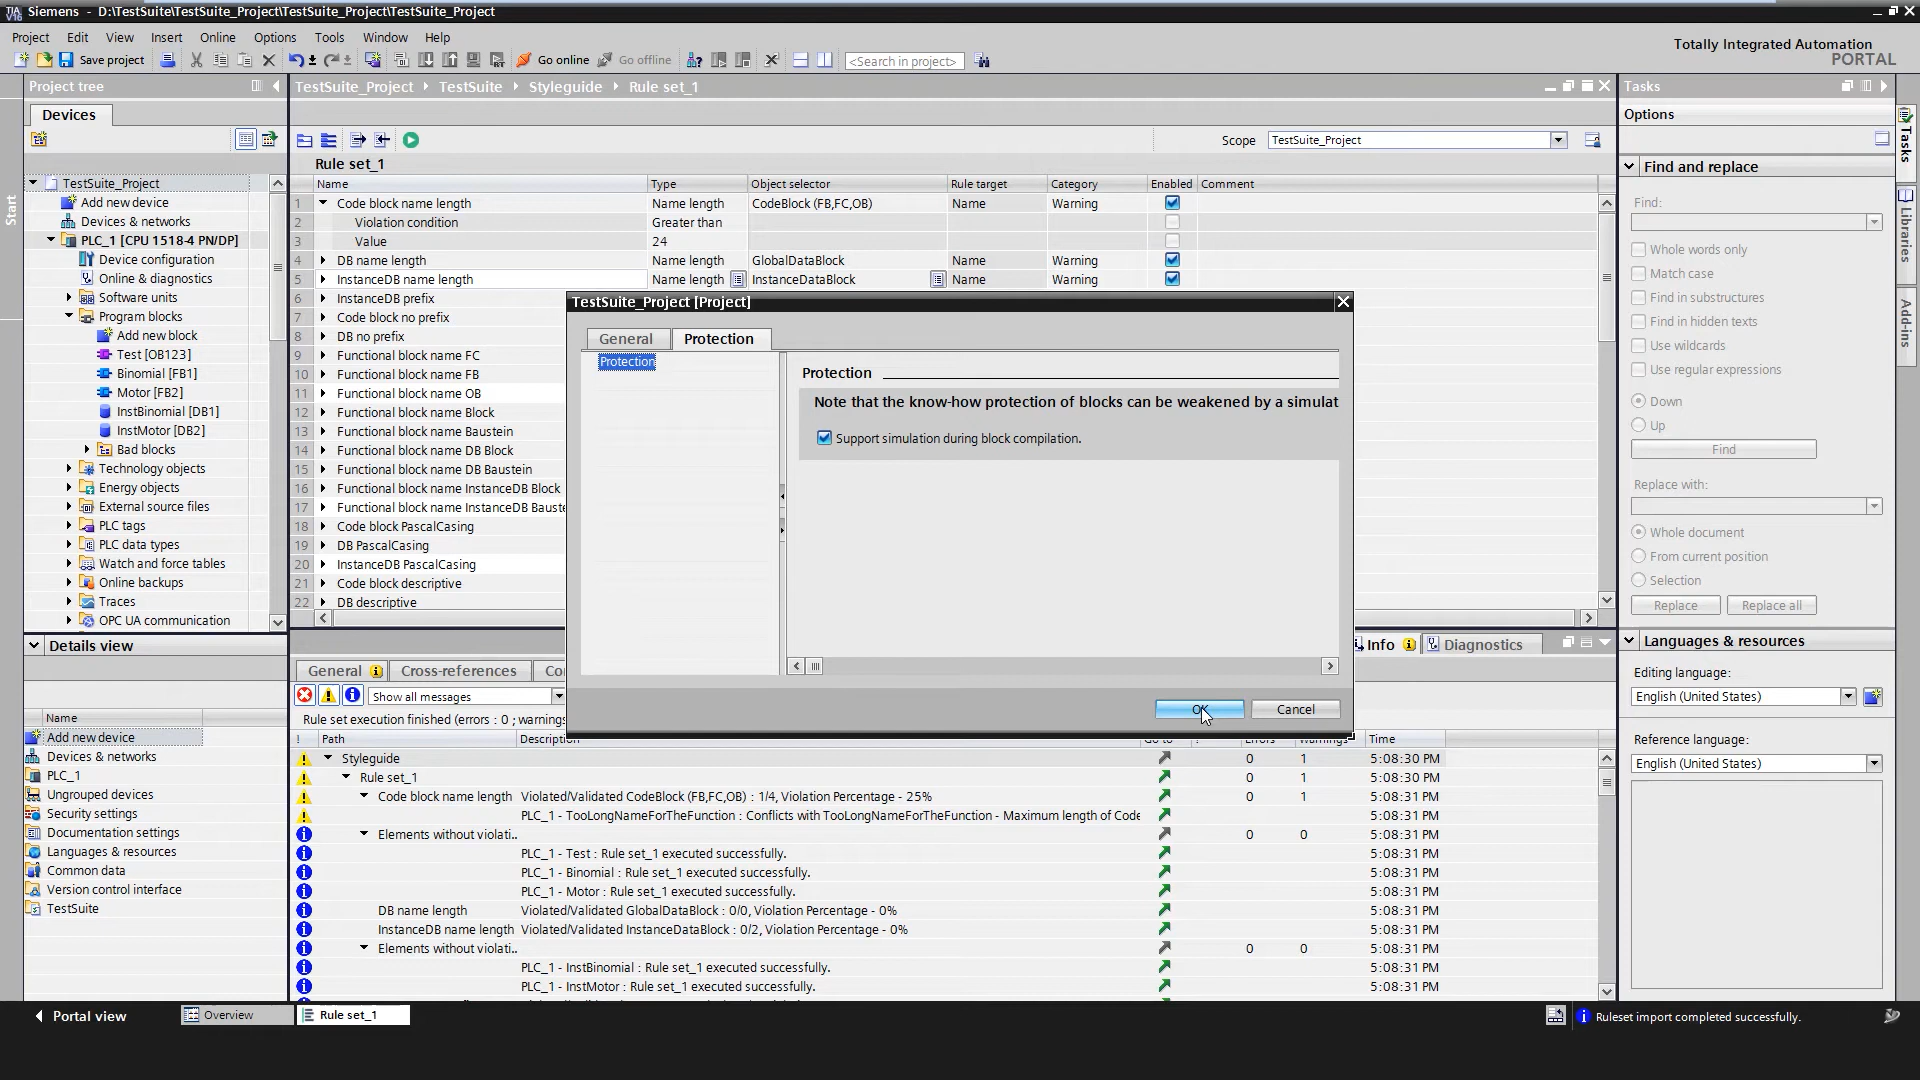 Siemens - D:\TestSuite\TestSuite_Project\TestSuite_Project\TestSuite_Project
Project Edit View Insert Online Options Tools Window Help
Totally Integrated Automation
PORTAL
Save project
Go online
Go offline
<Search in project>
Project tree
Devices
TestSuite_Project
Add new device
Devices & networks
PLC_1 [CPU 1518-4 PN/DP]
Device configuration
Online & diagnostics
Software units
Program blocks
Add new block
Test [OB123]
Binomial [FB1]
Motor [FB2]
InstBinomial [DB1]
InstMotor [DB2]
Bad blocks
Technology objects
Energy objects
External source files
PLC tags
PLC data types
Watch and force tables
Online backups
Traces
OPC UA communication
Start
Details view
Name
Add new device
Devices & networks
PLC_1
Ungrouped devices
Security settings
Documentation settings
Languages & resources
Common data
Version control interface
TestSuite
TestSuite_Project TestSuite Styleguide Rule set_1
Scope TestSuite_Project
Rule set_1
Name Type Object selector Rule target Category Enabled Comment
1 Code block name length Name length CodeBlock (FB,FC,OB) Name Warning
2 Violation condition Greater than
3 Value 24
4 DB name length Name length GlobalDataBlock Name Warning
5 InstanceDB name length Name length InstanceDataBlock Name Warning
6 InstanceDB prefix
7 Code block no prefix
8 DB no prefix
9 Functional block name FC
10 Functional block name FB
11 Functional block name OB
12 Functional block name Block
13 Functional block name Baustein
14 Functional block name DB Block
15 Functional block name DB Baustein
16 Functional block name InstanceDB Block
17 Functional block name InstanceDB Bauste
18 Code block PascalCasing
19 DB PascalCasing
20 InstanceDB PascalCasing
21 Code block descriptive
22 DB descriptive
TestSuite_Project [Project]
General Protection
Protection
Protection
Note that the know-how protection of blocks can be weakened by a simulat
Support simulation during block compilation.
OK Cancel
Info Diagnostics
General Cross-references Co
Show all messages
Rule set execution finished (errors : 0 ; warnings
! Path Description Go to ? Errors Warnings Time
Styleguide 0 1 5:08:30 PM
Rule set_1 0 1 5:08:30 PM
Code block name length Violated/Validated CodeBlock (FB,FC,OB) : 1/4, Violation Percentage - 25% 0 1 5:08:31 PM
PLC_1 - TooLongNameForTheFunction : Conflicts with TooLongNameForTheFunction - Maximum length of Code 5:08:31 PM
Elements without violati.. 0 0 5:08:31 PM
PLC_1 - Test : Rule set_1 executed successfully. 5:08:31 PM
PLC_1 - Binomial : Rule set_1 executed successfully. 5:08:31 PM
PLC_1 - Motor : Rule set_1 executed successfully. 5:08:31 PM
DB name length Violated/Validated GlobalDataBlock : 0/0, Violation Percentage - 0% 5:08:31 PM
InstanceDB name length Violated/Validated InstanceDataBlock : 0/2, Violation Percentage - 0% 5:08:31 PM
Elements without violati.. 0 0 5:08:31 PM
PLC_1 - InstBinomial : Rule set_1 executed successfully. 5:08:31 PM
PLC_1 - InstMotor : Rule set_1 executed successfully. 5:08:31 PM
Tasks
Options
Find and replace
Find:
Whole words only
Match case
Find in substructures
Find in hidden texts
Use wildcards
Use regular expressions
Down
Up
Find
Replace with:
Whole document
From current position
Selection
Replace Replace all
Languages & resources
Editing language:
English (United States)
Reference language:
English (United States)
Tasks
Libraries
Add-ins
Portal view
Overview
Rule set_1
Ruleset import completed successfully.